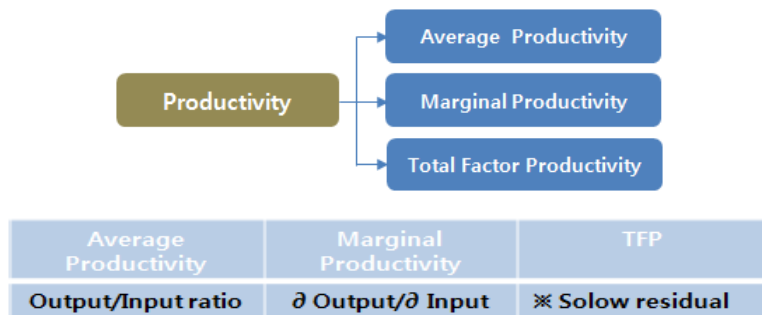 Average Productivity
Productivity
Marginal Productivity
Total Factor Productivity
Average
Productivity
Marginal
Productivity
TFP
Output/Input ratio
∂ Output/∂ Input
※ Solow residual